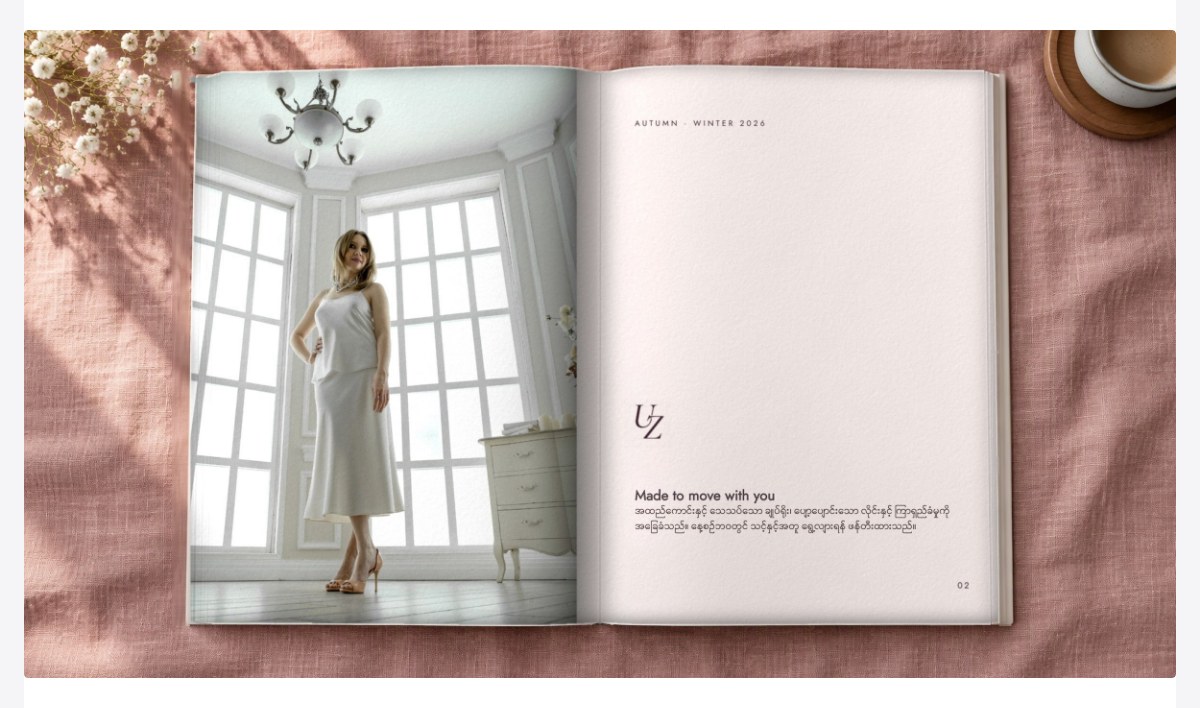 AUTUMN - WINTER 2026
UZ
Made to move with you
အထည်ကောင်းနှင့် သေသပ်သော ချုပ်ရိုး၊ ပျော့ပျောင်းသော လိုင်းနှင့် ကြာရှည်ခံမှုကို
အခြေခံသည်။ နေ့စဉ်ဘဝတွင် သင့်နှင့်အတူ ရွေ့လျားရန် ဖန်တီးထားသည်။
02